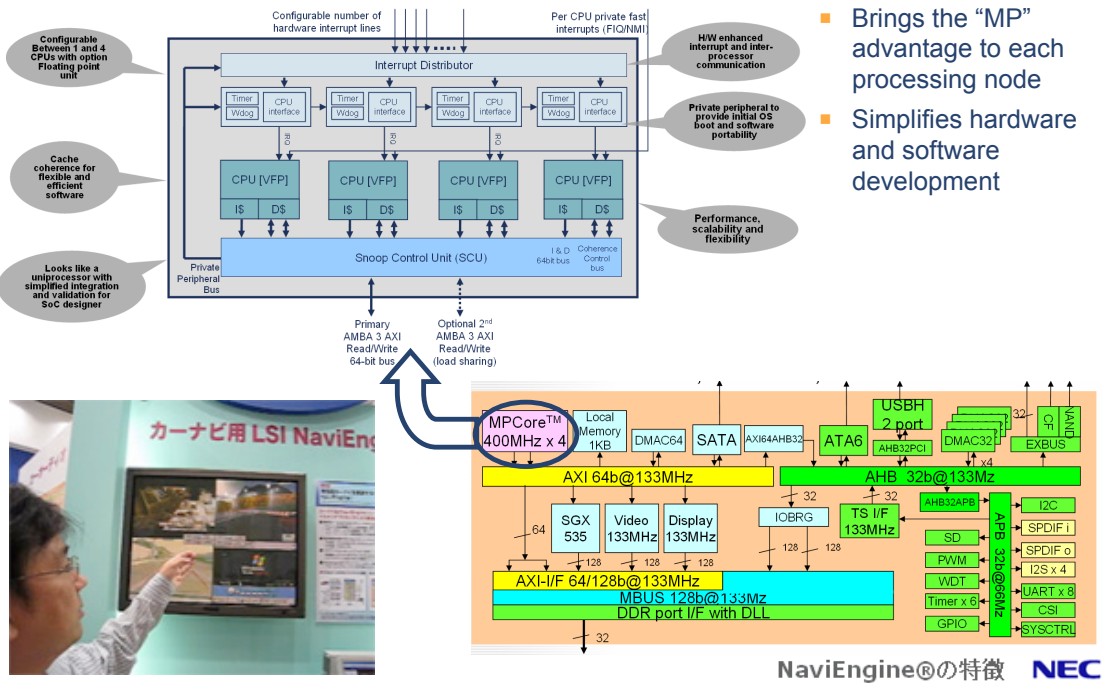 Configurable number of
hardware interrupt lines
Per CPU private fast
interrupts (FIQ/NMI)
Configurable
Between 1 and 4
CPUs with option
Floating point
unit
H/W enhanced
interrupt and inter-
processor
communication
Interrupt Distributor
Timer
Wdog
CPU
interface
Timer
Wdog
CPU
interface
Timer
Wdog
CPU
interface
Timer
Wdog
CPU
interface
Private peripheral to
provide initial OS
boot and software
portability
IRQ
IRQ
IRQ
IRQ
Cache
coherence for
flexible and
efficient
software
CPU [VFP]
CPU [VFP]
CPU [VFP]
CPU [VFP]
I$ D$
I$ D$
I$ D$
I$ D$
Performance,
scalability and
flexibility
Snoop Control Unit (SCU)
I & D
64bit bus
Coherence
Control
bus
Looks like a
uniprocessor with
simplified integration
and validation for
SoC designer
Private
Peripheral
Bus
Primary
AMBA 3 AXI
Read/Write
64-bit bus
Optional 2nd
AMBA 3 AXI
Read/Write
(load sharing)
Brings the “MP”
advantage to each
processing node
Simplifies hardware
and software
development
カーナビ用 LSI NaviEng
MPCore™
400MHz x 4
Local
Memory
1KB
DMAC64
SATA
AXI64AHB32
ATA6
USBH
2 port
AHB32PCI
DMAC32
x4
32
CF
NAND
EXBUS
AXI 64b@133MHz
AHB 32b@133MHz
64
SGX
535
Video
133MHz
Display
133MHz
32
IOBRG
32
TS I/F
133MHz
AHB32APB
128
128
128
128
128
AXI-I/F 64/128b@133MHz
MBUS 128b@133Mz
DDR port I/F with DLL
32
SD
PWM
WDT
Timer x 6
GPIO
APB 32b@66Mz
I2C
SPDIF i
SPDIF o
I2S x 4
UART x 8
CSI
SYSCTRL
NaviEngine®の特徴 NEC